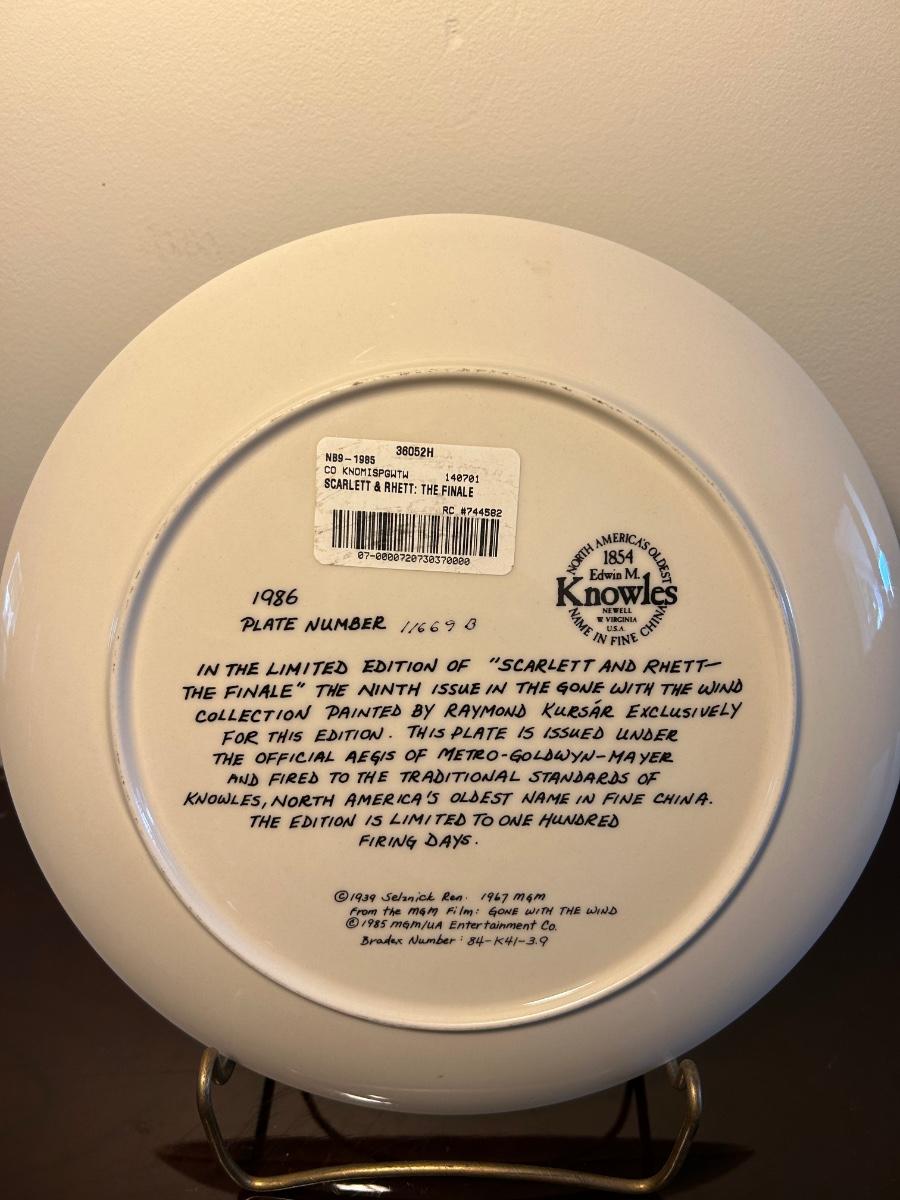 36052H
NB9-1985
CO KNOMISPGWTW 140701
SCARLETT & RHETT: THE FINALE
RC #744582
07-0000720730370000
NORTH AMERICA'S OLDEST
1854
Edwin M.
Knowles
NEWELL
W VIRGINIA
U.S.A.
NAME IN FINE CHINA
1986
PLATE NUMBER 11669 B
IN THE LIMITED EDITION OF "SCARLETT AND RHETT—
THE FINALE" THE NINTH ISSUE IN THE GONE WITH THE WIND
COLLECTION PAINTED BY RAYMOND KURSÁR EXCLUSIVELY
FOR THIS EDITION. THIS PLATE IS ISSUED UNDER
THE OFFICIAL AEGIS OF METRO-GOLDWYN-MAYER
AND FIRED TO THE TRADITIONAL STANDARDS OF
KNOWLES, NORTH AMERICA'S OLDEST NAME IN FINE CHINA.
THE EDITION IS LIMITED TO ONE HUNDRED
FIRING DAYS.
©1939 Selznick Ren. 1967 MGM
From the MGM Film: GONE WITH THE WIND
©1985 MGM/UA Entertainment Co.
Bradex Number: 84-K41-3.9